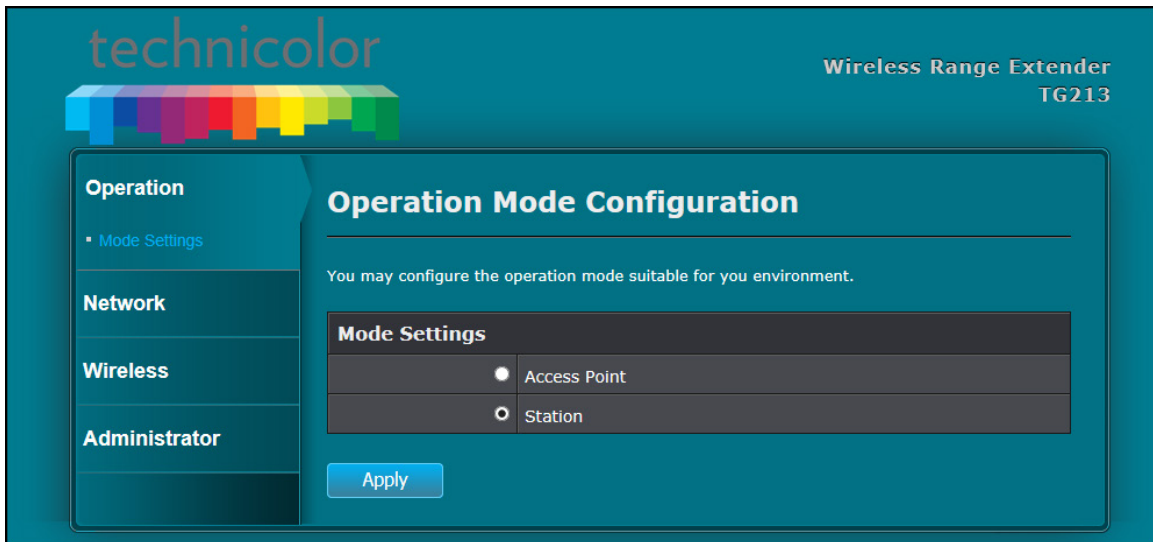 technicolor
Wireless Range Extender
TG213
Operation
Mode Settings
Network
Wireless
Administrator
Operation Mode Configuration
You may configure the operation mode suitable for you environment.
Mode Settings
Access Point
Station
Apply